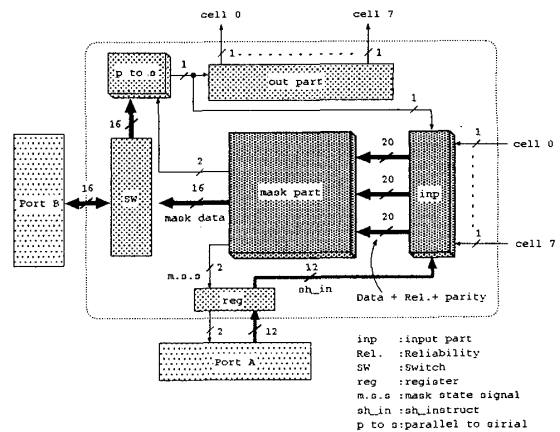 cell 0
cell 7
1
1
p to s
1
out part
1
16
2
20
1
cell 0
Port B
16
SW
16
mask data
mask part
20
inp
20
1
cell 7
m.s.s
2
12
sh_in
Data + Rel.+ parity
reg
2
12
Port A
inp :input part
Rel. :Reliability
SW :Switch
reg :register
m.s.s :mask state signal
sh_in :sh_instruct
p to s:parallel to sirial